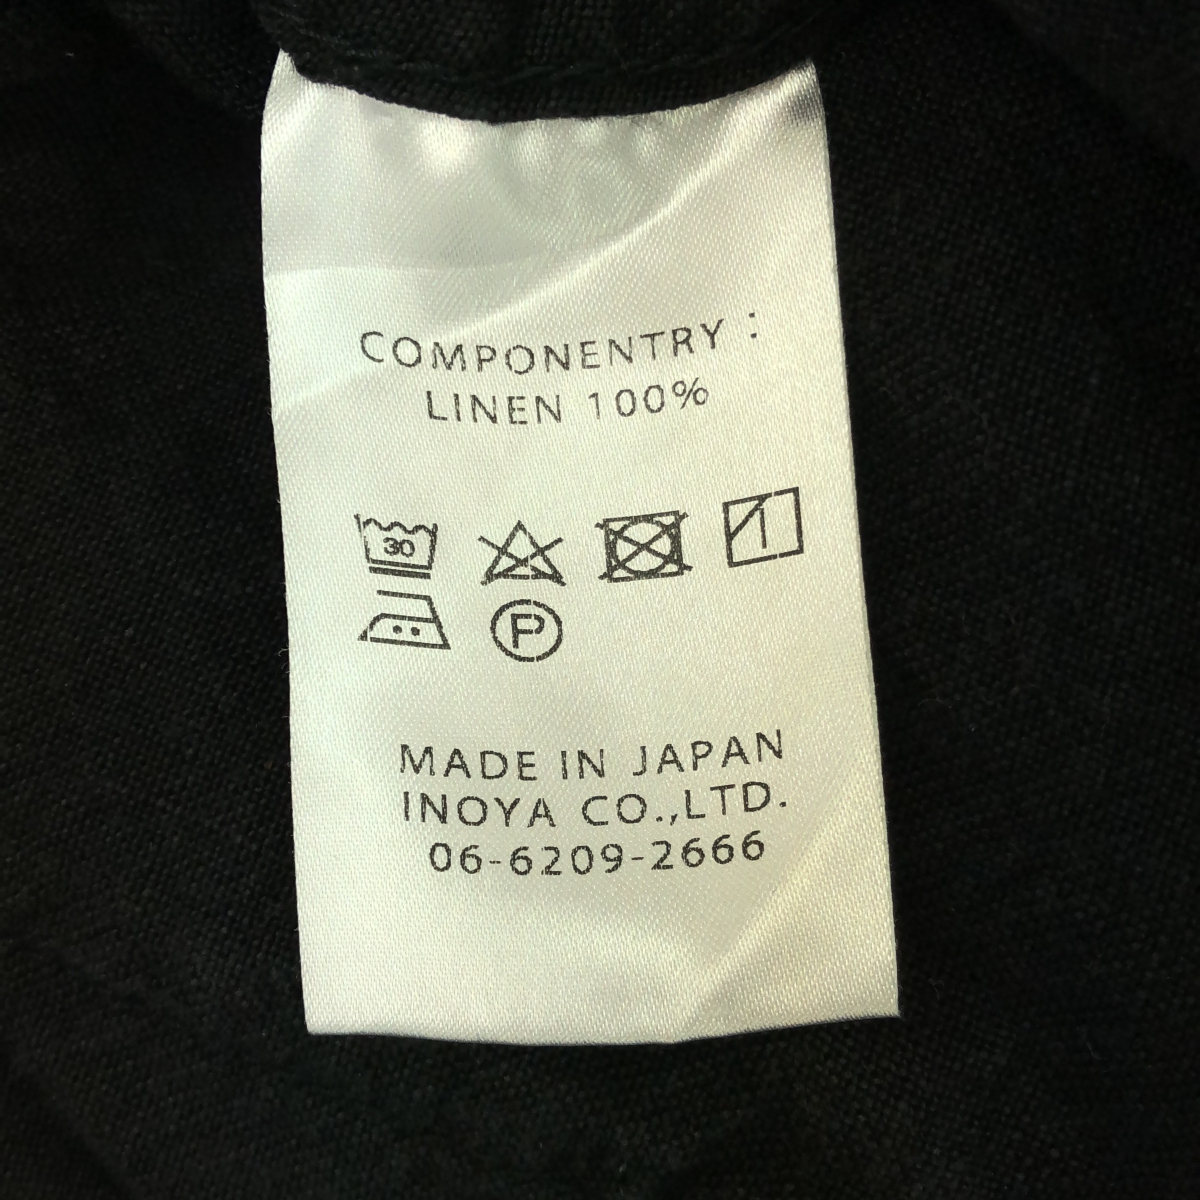 COMPONENTRY :
LINEN 100%
30
P
MADE IN JAPAN
INOYA CO.,LTD.
06-6209-2666